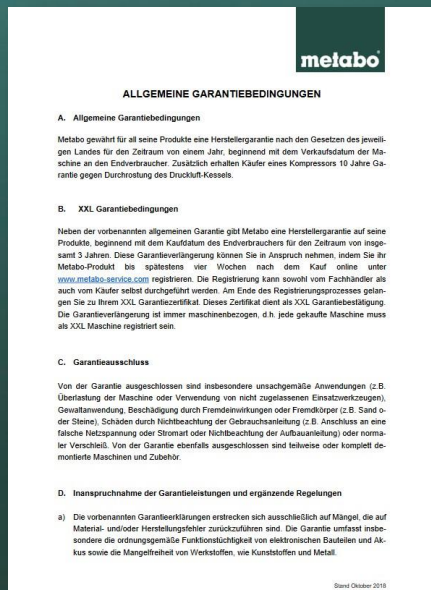 metabo
ALLGEMEINE GARANTIEBEDINGUNGEN
A. Allgemeine Garantiebedingungen
Metabo gewährt für all seine Produkte eine Herstellergarantie nach den Gesetzen des jeweili-
gen Landes für den Zeitraum von einem Jahr, beginnend mit dem Verkaufsdatum der Ma-
schine an den Endverbraucher. Zusätzlich erhalten Käufer eines Kompressors 10 Jahre Ga-
rantie gegen Durchrostung des Druckluft-Kessels.
B. XXL Garantiebedingungen
Neben der vorbenannten allgemeinen Garantie gibt Metabo eine Herstellergarantie auf seine
Produkte, beginnend mit dem Kaufdatum des Endverbrauchers für den Zeitraum von insge-
samt 3 Jahren. Diese Garantieverlängerung können Sie in Anspruch nehmen, indem Sie ihr
Metabo-Produkt bis spätestens vier Wochen nach dem Kauf online unter
www.metabo-service.com registrieren. Die Registrierung kann sowohl vom Fachhändler als
auch vom Käufer selbst durchgeführt werden. Am Ende des Registrierungsprozesses gelan-
gen Sie zu Ihrem XXL Garantiezertifikat. Dieses Zertifikat dient als XXL Garantiebestätigung.
Die Garantieverlängerung ist immer maschinenbezogen, d.h. jede gekaufte Maschine muss
als XXL Maschine registriert sein.
C. Garantieausschluss
Von der Garantie ausgeschlossen sind insbesondere unsachgemäße Anwendungen (z.B.
Überlastung der Maschine oder Verwendung von nicht zugelassenen Einsatzwerkzeugen),
Gewaltanwendung, Beschädigung durch Fremdeinwirkungen oder Fremdkörper (z.B. Sand o-
der Steine), Schäden durch Nichtbeachtung der Gebrauchsanleitung (z.B. Anschluss an eine
falsche Netzspannung oder Stromart oder Nichtbeachtung der Aufbauanleitung) oder norma-
ler Verschleiß. Von der Garantie ebenfalls ausgeschlossen sind teilweise oder komplett de-
montierte Maschinen und Zubehör.
D. Inanspruchnahme der Garantieleistungen und ergänzende Regelungen
a) Die vorbenannten Garantieerklärungen erstrecken sich ausschließlich auf Mängel, die auf
Material- und/oder Herstellungsfehler zurückzuführen sind. Die Garantie umfasst insbe-
sondere die ordnungsgemäße Funktionstüchtigkeit von elektronischen Bauteilen und Ak-
kus sowie die Mangelfreiheit von Werkstoffen, wie Kunststoffen und Metall.
Stand Oktober 2018